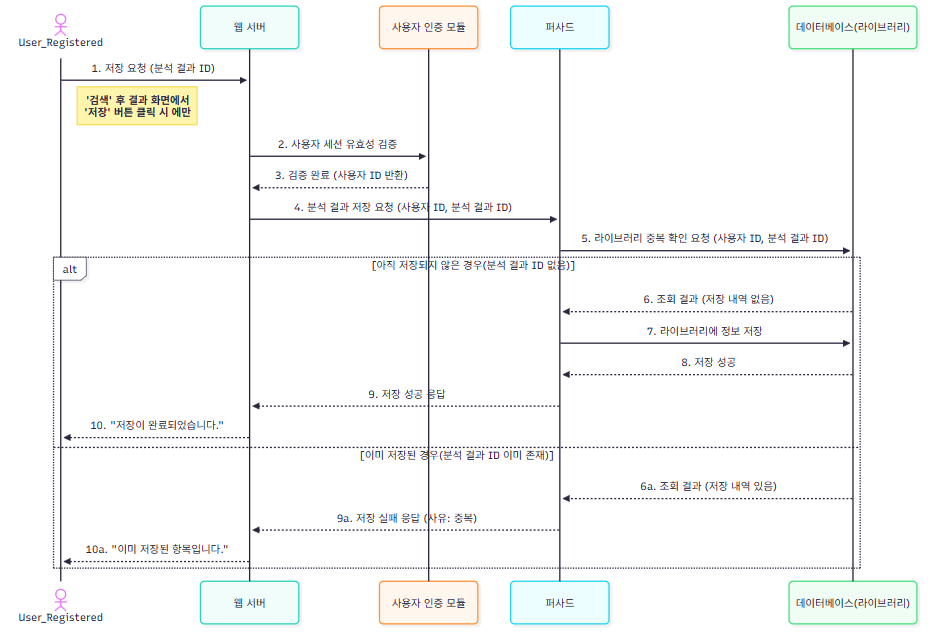 User_Registered
웹 서버
사용자 인증 모듈
퍼사드
데이터베이스(라이브러리)
1. 저장 요청 (분석 결과 ID)
'검색' 후 결과 화면에서
'저장' 버튼 클릭 시 에만
2. 사용자 세션 유효성 검증
3. 검증 완료 (사용자 ID 반환)
4. 분석 결과 저장 요청 (사용자 ID, 분석 결과 ID)
5. 라이브러리 중복 확인 요청 (사용자 ID, 분석 결과 ID)
alt
[아직 저장되지 않은 경우(분석 결과 ID 없음)]
6. 조회 결과 (저장 내역 없음)
7. 라이브러리에 정보 저장
8. 저장 성공
9. 저장 성공 응답
10. "저장이 완료되었습니다."
[이미 저장된 경우(분석 결과 ID 이미 존재)]
6a. 조회 결과 (저장 내역 있음)
9a. 저장 실패 응답 (사유: 중복)
10a. "이미 저장된 항목입니다."
User_Registered
웹 서버
사용자 인증 모듈
퍼사드
데이터베이스(라이브러리)